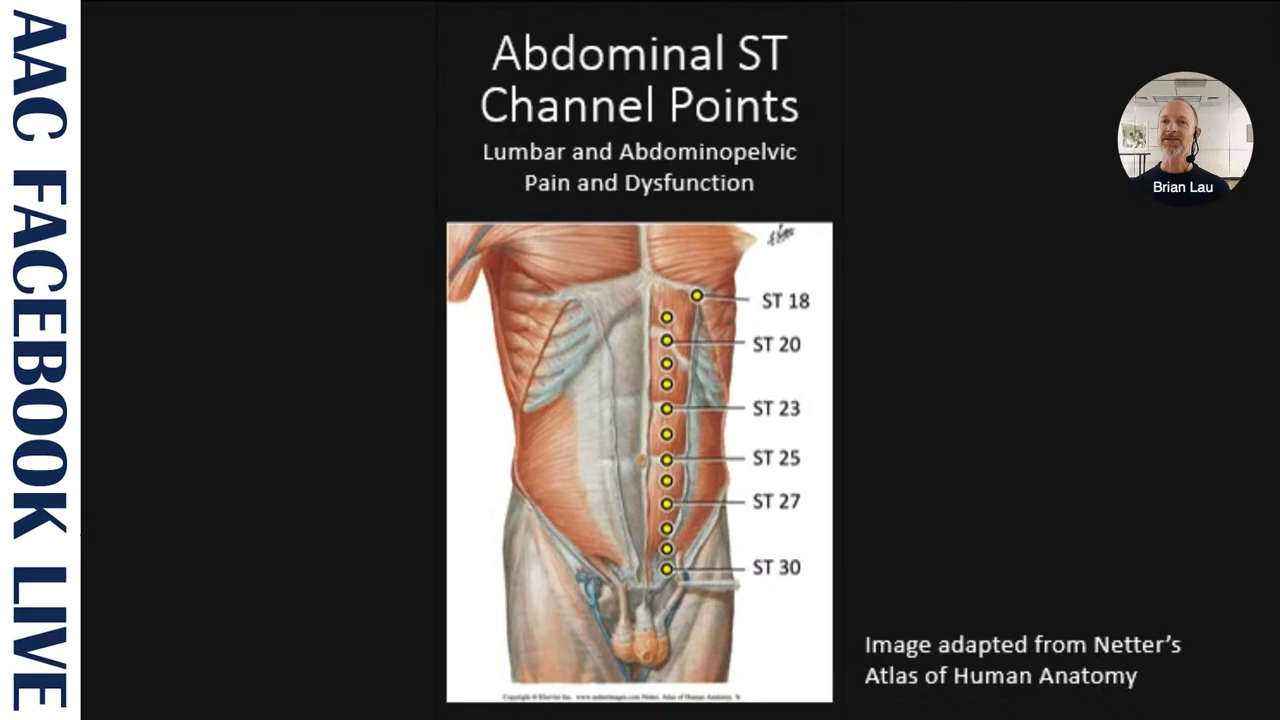 AAC FACEBOOK LIVE
Abdominal ST
Channel Points
Lumbar and Abdominopelvic
Pain and Dysfunction
Brian Lau
ST 18
ST 20
ST 23
ST 25
ST 27
ST 30
Image adapted from Netter's
Atlas of Human Anatomy